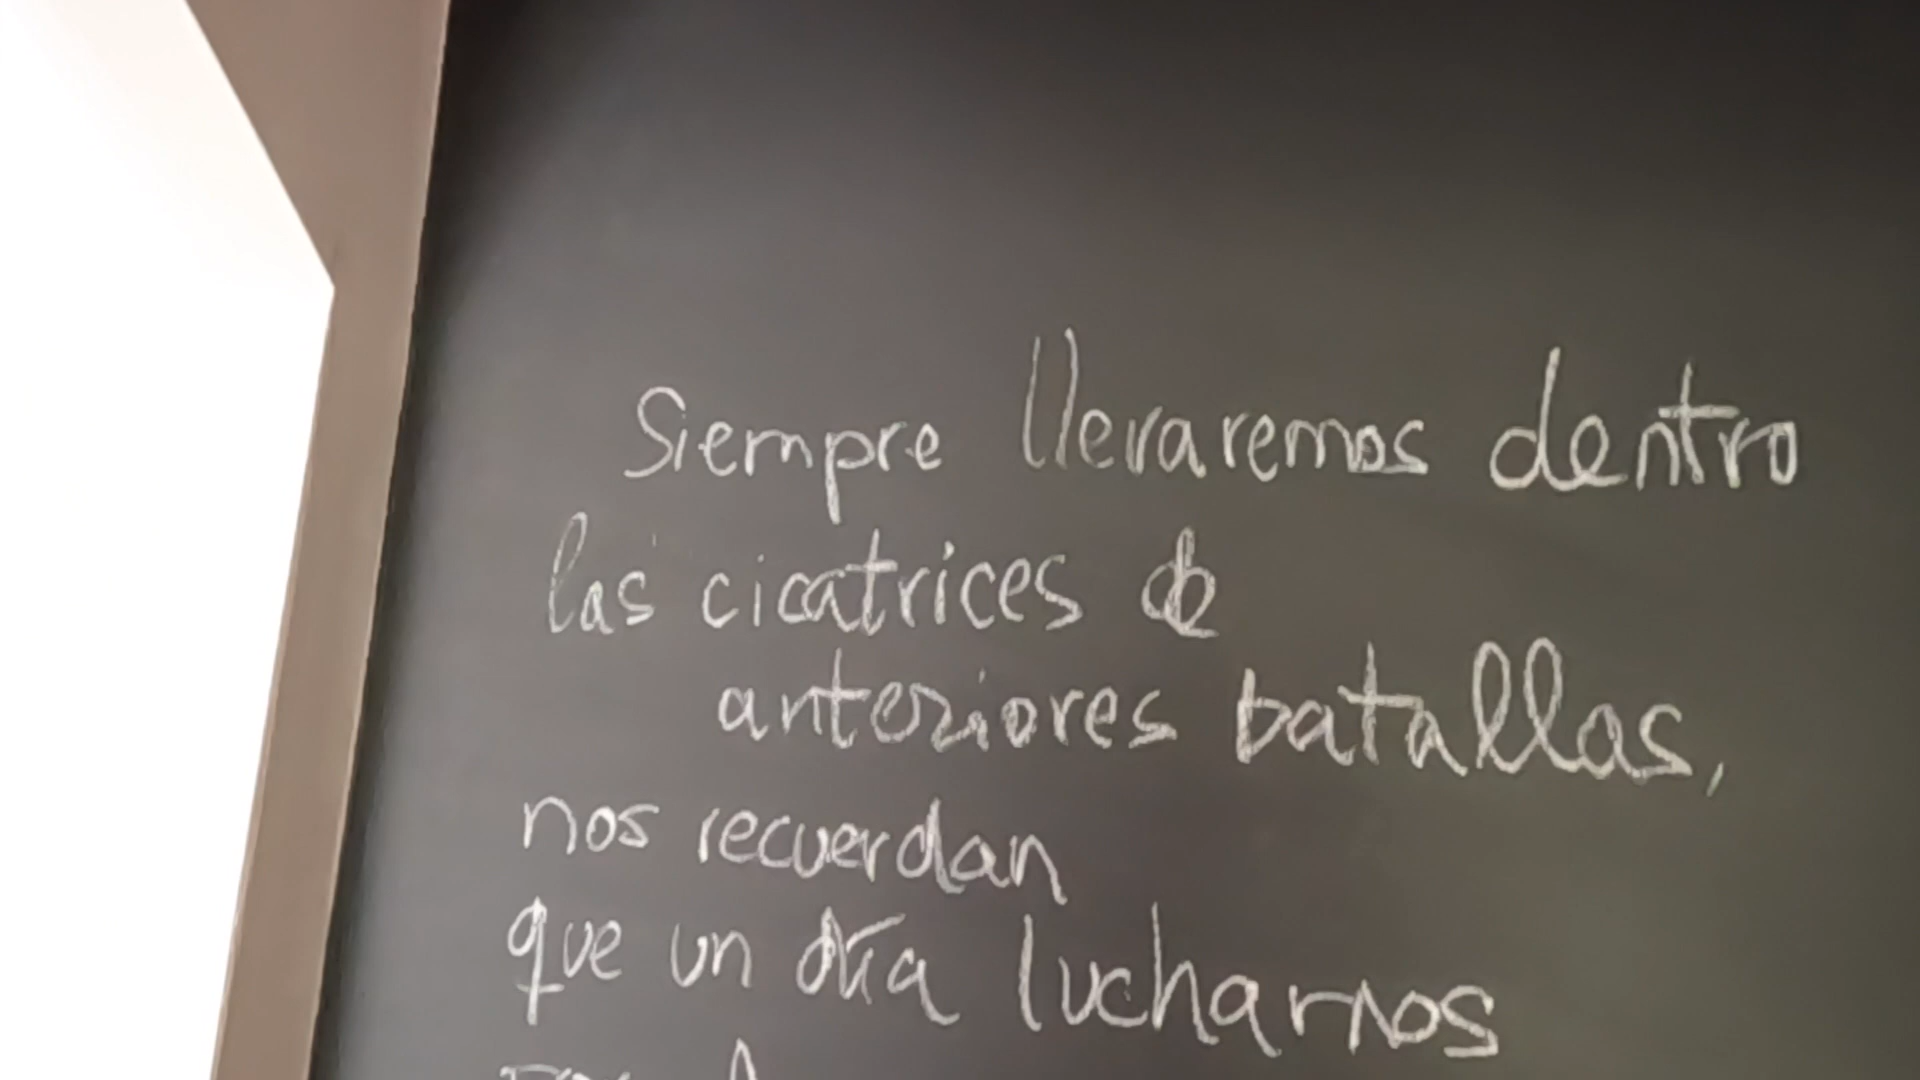 Siempre llevaremos dentro
las cicatrices de
anteriores batallas,
nos recuerdan
que un día luchamos